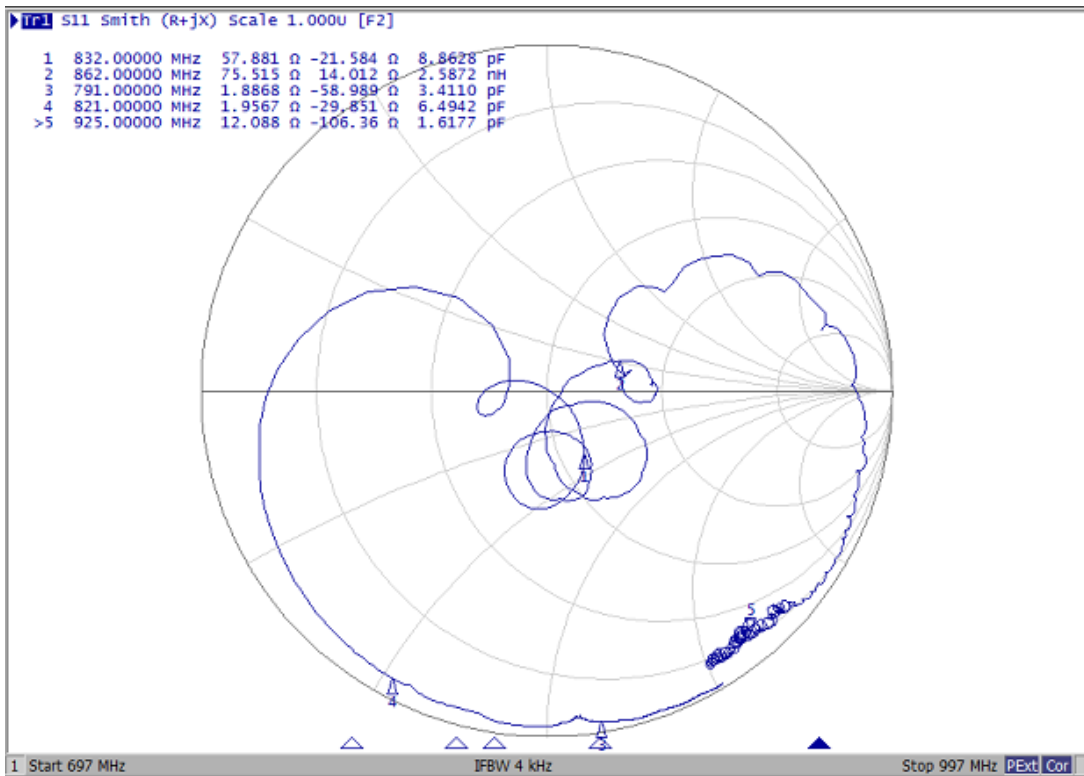 Tr1 S11 Smith (R+jX) Scale 1.000U [F2]
1 832.00000 MHz 57.881 Ω -21.584 Ω 8.8628 pF
2 862.00000 MHz 75.515 Ω 14.012 Ω 2.5872 nH
3 791.00000 MHz 1.8868 Ω -58.989 Ω 3.4110 pF
4 821.00000 MHz 1.9567 Ω -29.851 Ω 6.4942 pF
>5 925.00000 MHz 12.088 Ω -106.36 Ω 1.6177 pF
1
5
4
3
1 Start 697 MHz IFBW 4 kHz Stop 997 MHz PExt Cor